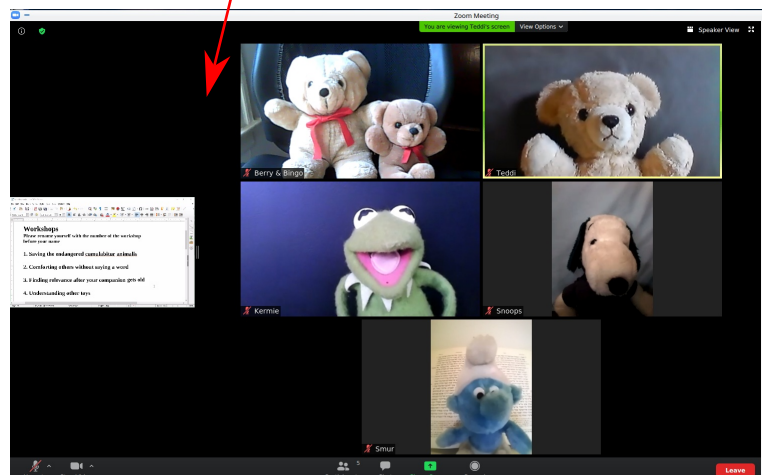 Zoom Meeting
You are viewing Teddi's screen
View Options
Speaker View
Berry & Bingo
Teddi
Workshops
Please rename yourself with the number of the workshop
before your name
1. Saving the endangered cumulabitur animalls
2. Comforting others without saying a word
3. Finding relevance after your companion gets old
4. Understanding other toys
Kermie
Snoops
Smur
5
Leave